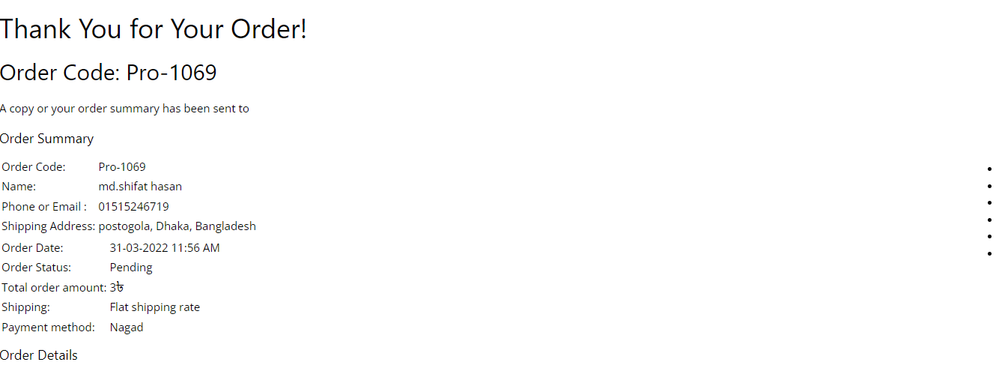 Thank You for Your Order!
Order Code: Pro-1069
A copy or your order summary has been sent to
Order Summary
Order Code: Pro-1069
Name: md.shifat hasan
Phone or Email : 01515246719
Shipping Address: postogola, Dhaka, Bangladesh
Order Date: 31-03-2022 11:56 AM
Order Status: Pending
Total order amount: 3৳
Shipping: Flat shipping rate
Payment method: Nagad
Order Details